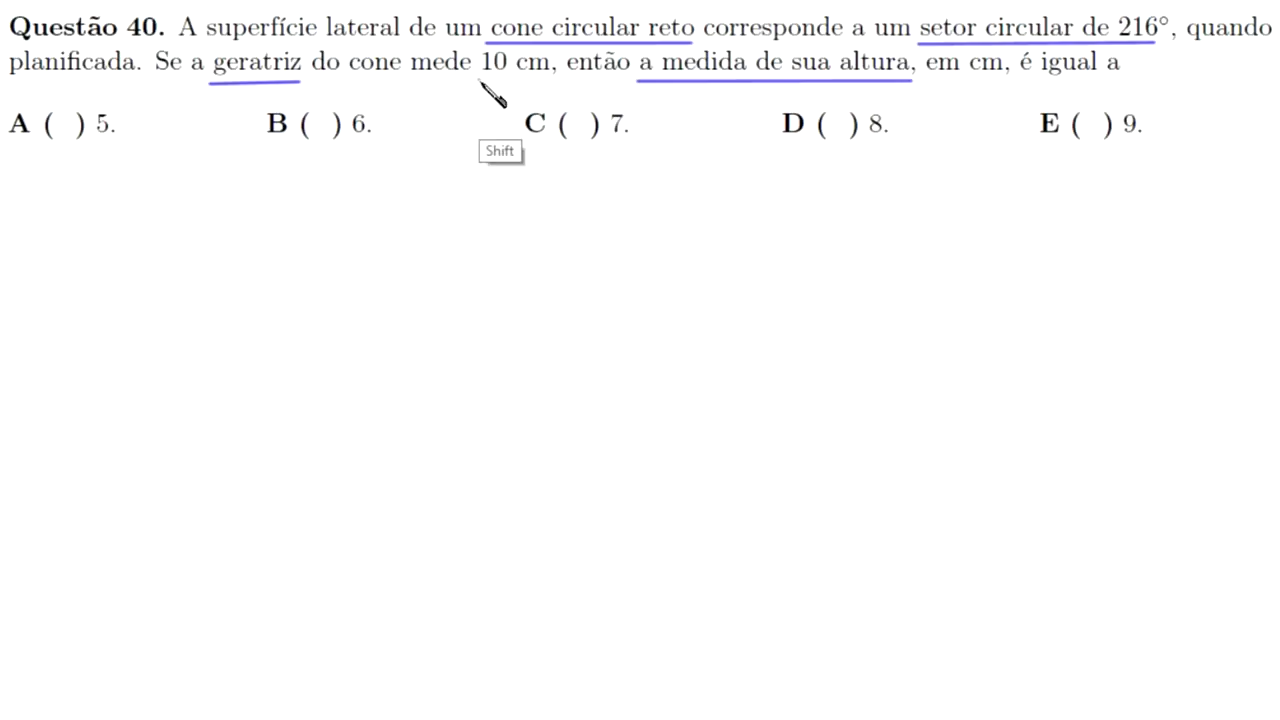 Questão 40. A superfície lateral de um cone circular reto corresponde a um setor circular de 216°, quando
planificada. Se a geratriz do cone mede 10 cm, então a medida de sua altura, em cm, é igual a
A ( ) 5. B ( ) 6. C ( ) 7. D ( ) 8. E ( ) 9.
Shift